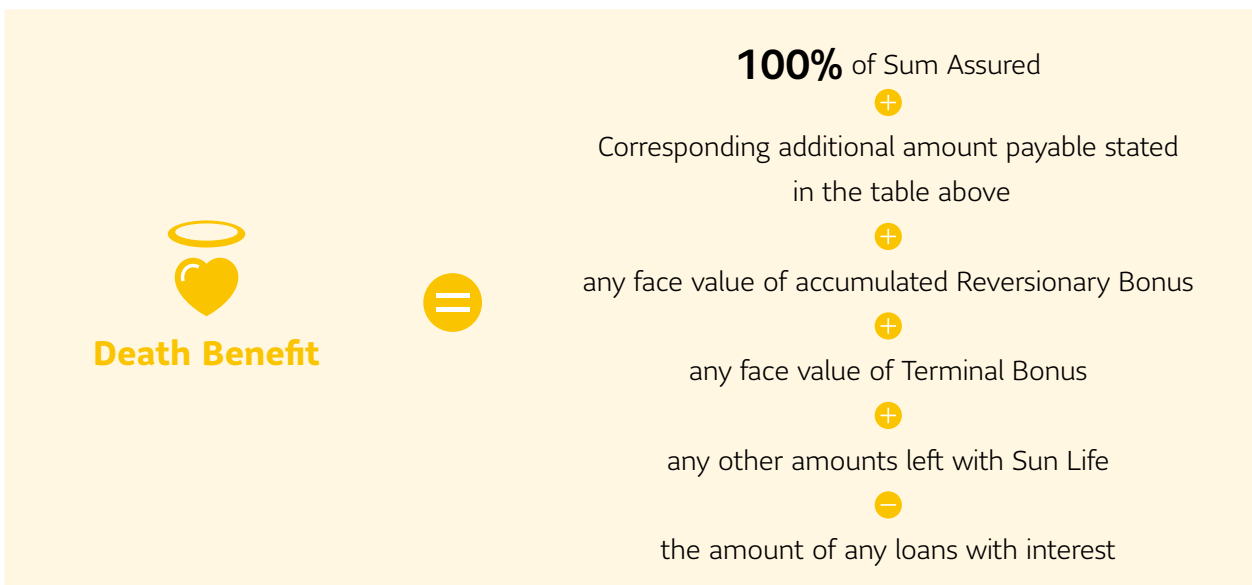 Death Benefit
=
100% of Sum Assured
+
Corresponding additional amount payable stated
in the table above
+
any face value of accumulated Reversionary Bonus
+
any face value of Terminal Bonus
+
any other amounts left with Sun Life
−
the amount of any loans with interest